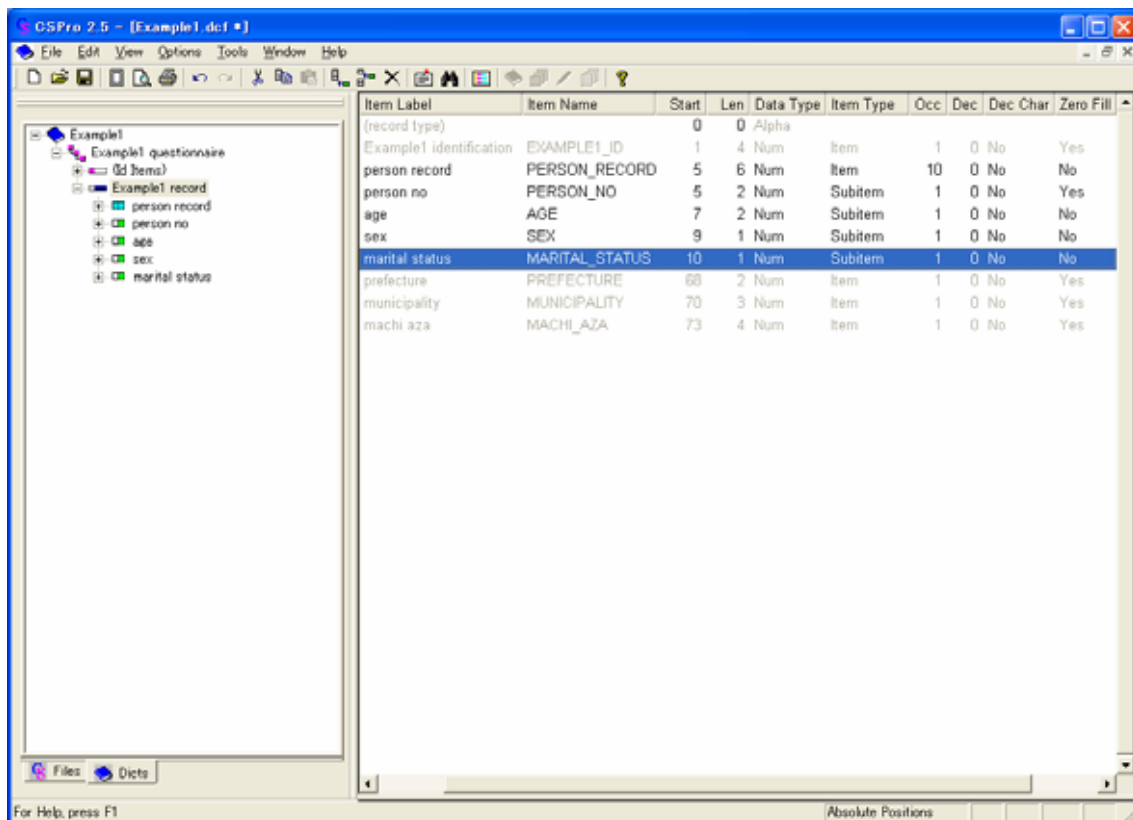 CSPro 2.5 - [Example1.dcf *]
File Edit View Options Tools Window Help
Example1
Example1 questionnaire
(Id Items)
Example1 record
person record
person no
age
sex
marital status
Item Label Item Name Start Len Data Type Item Type Occ Dec Dec Char Zero Fill
(record type) 0 0 Alpha
Example1 identification EXAMPLE1_ID 1 4 Num Item 1 0 No Yes
person record PERSON_RECORD 5 6 Num Item 10 0 No No
person no PERSON_NO 5 2 Num Subitem 1 0 No Yes
age AGE 7 2 Num Subitem 1 0 No No
sex SEX 9 1 Num Subitem 1 0 No No
marital status MARITAL_STATUS 10 1 Num Subitem 1 0 No No
prefecture PREFECTURE 68 2 Num Item 1 0 No Yes
municipality MUNICIPALITY 70 3 Num Item 1 0 No Yes
machi aza MACHI_AZA 73 4 Num Item 1 0 No Yes
Files Dicts
For Help, press F1 Absolute Positions